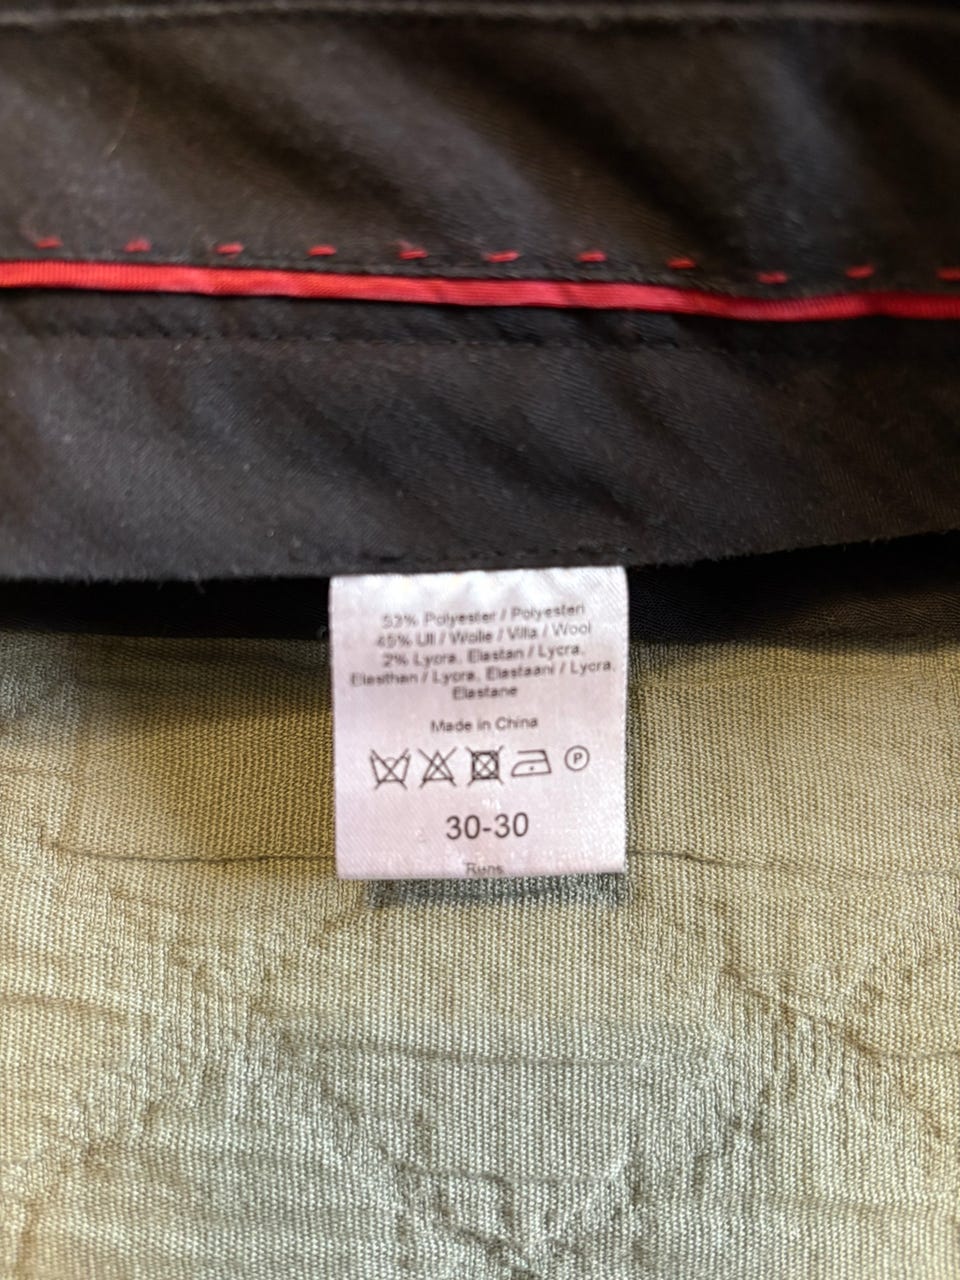 53% Polyester / Polyesteri
45% Ull / Wolle / Villa / Wool
2% Lycra, Elastan / Lycra,
Elasthan / Lycra, Elastaani / Lycra,
Elastane
Made in China
P
30-30